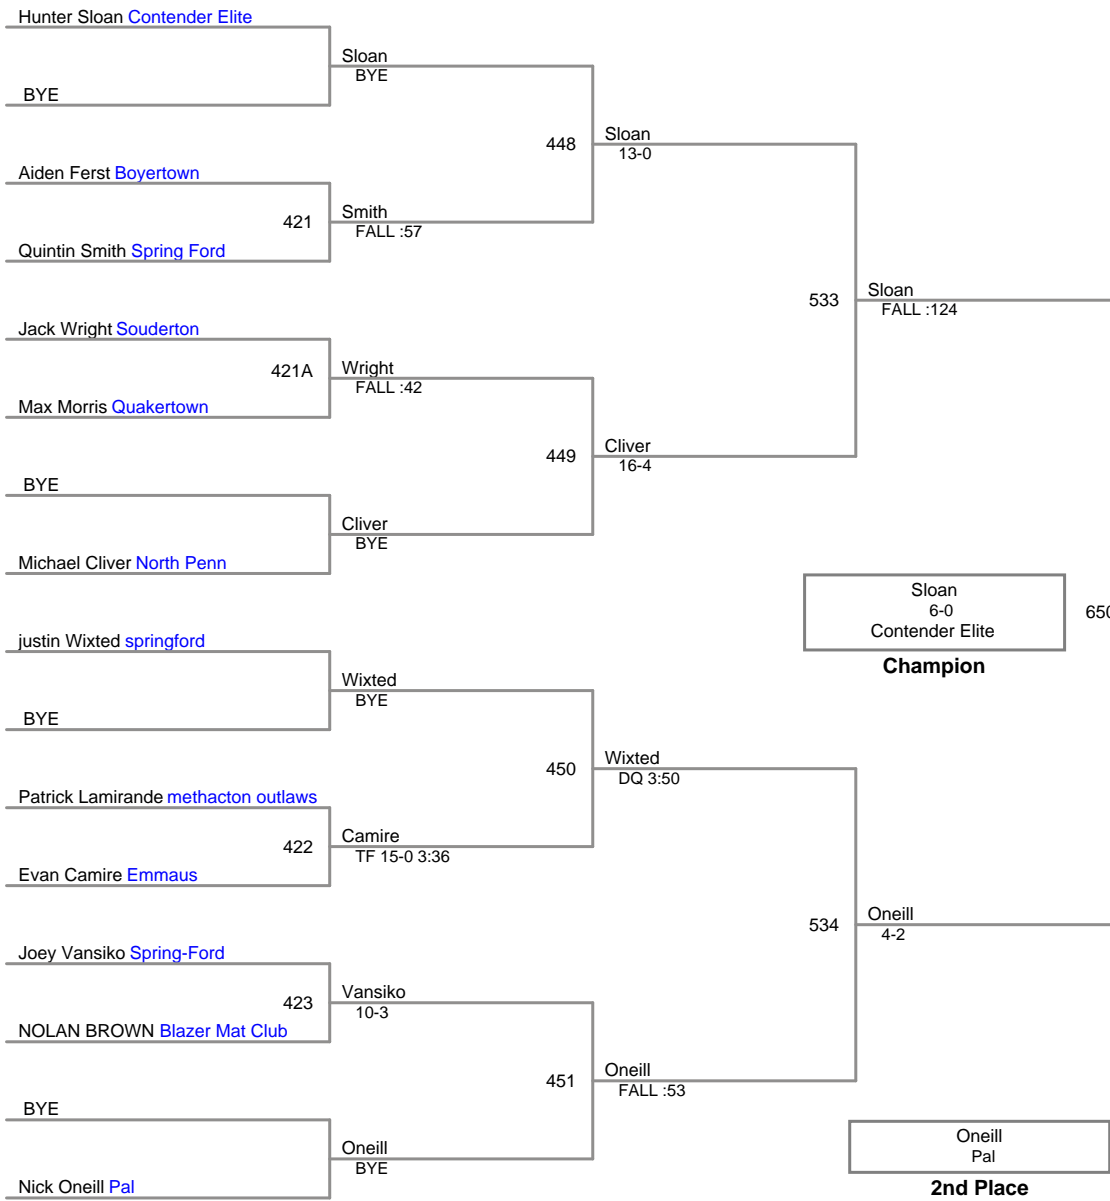 Hunter Sloan Contender Elite
Sloan
BYE
BYE
448
Sloan
13-0
Aiden Ferst Boyertown
421
Smith
FALL :57
Quintin Smith Spring Ford
533
Sloan
FALL :124
Jack Wright Souderton
421A
Wright
FALL :42
Max Morris Quakertown
449
Cliver
16-4
BYE
Cliver
BYE
Michael Cliver North Penn
Sloan
6-0
Contender Elite
650
Champion
justin Wixted springford
Wixted
BYE
BYE
450
Wixted
DQ 3:50
Patrick Lamirande methacton outlaws
422
Camire
TF 15-0 3:36
Evan Camire Emmaus
534
Oneill
4-2
Joey Vansiko Spring-Ford
423
Vansiko
10-3
NOLAN BROWN Blazer Mat Club
451
Oneill
FALL :53
BYE
Oneill
BYE
Nick Oneill Pal
Oneill
Pal
2nd Place